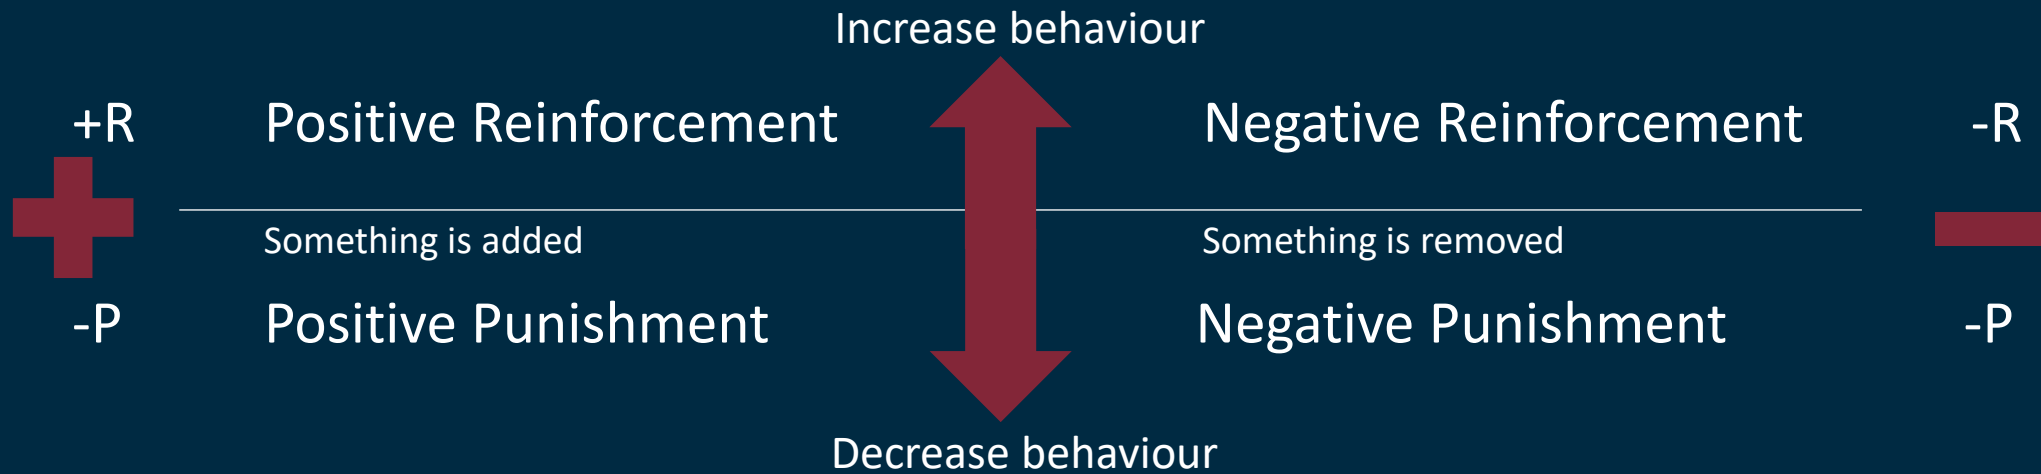 Increase behaviour
+R Positive Reinforcement Negative Reinforcement -R
Something is added Something is removed
-P Positive Punishment Negative Punishment -P
Decrease behaviour